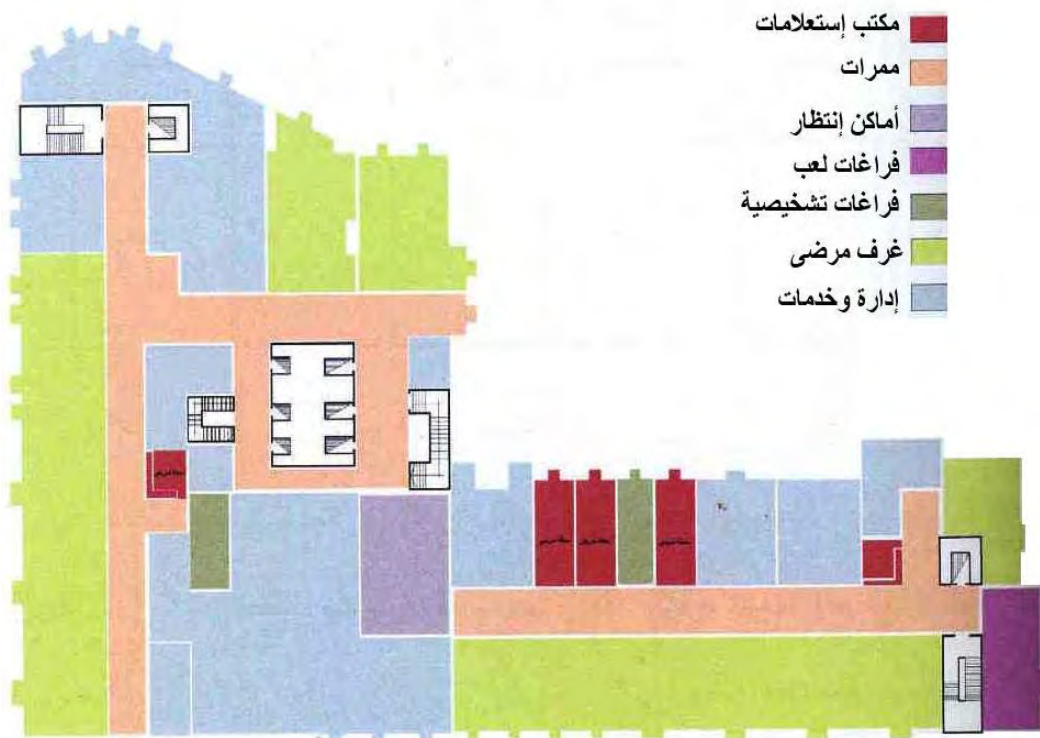 مكتب إستعلامات
ممرات
أماكن إنتظار
فراغات لعب
فراغات تشخيصية
غرف مرضى
إدارة وخدمات